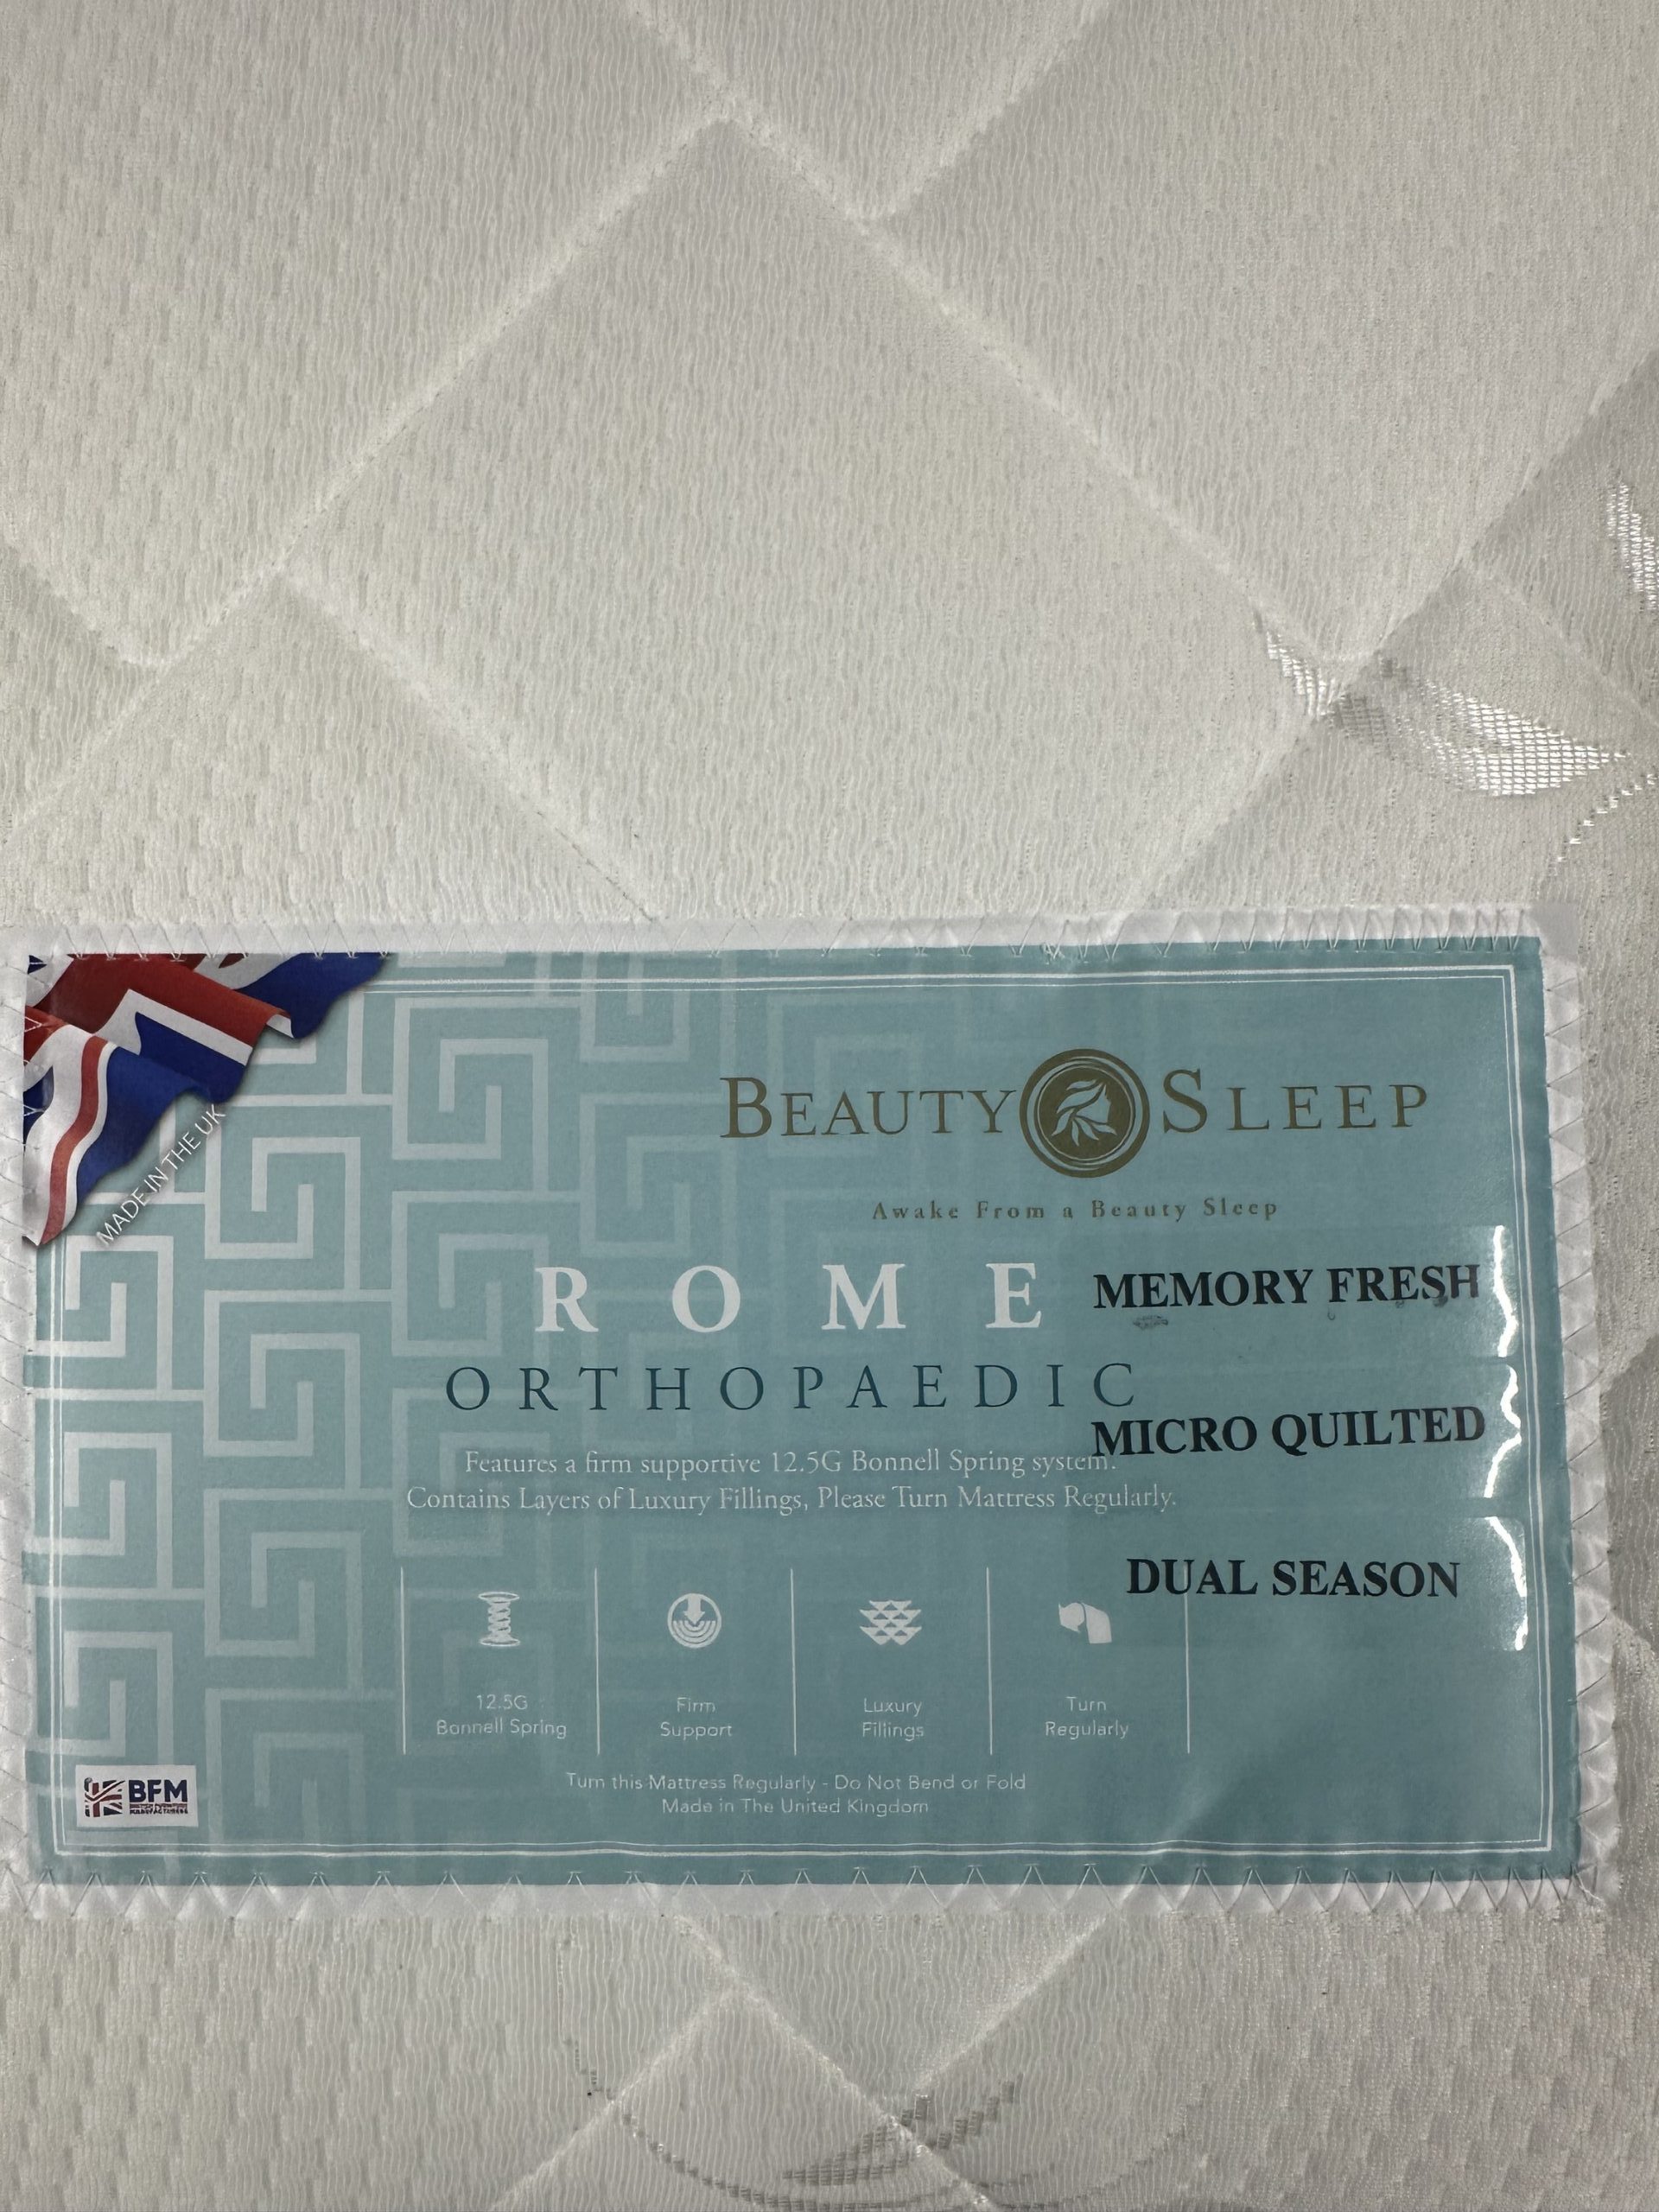 MADE IN THE UK
BEAUTY SLEEP
Awake From a Beauty Sleep
ROME
MEMORY FRESH
ORTHOPAEDIC
MICRO QUILTED
Features a firm supportive 12.5G Bonnell Spring system.
Contains Layers of Luxury Fillings, Please Turn Mattress Regularly.
DUAL SEASON
12.5G
Bonnell Spring
Firm
Support
Luxury
Fillings
Turn
Regularly
Turn this Mattress Regularly - Do Not Bend or Fold
Made in The United Kingdom
BFM